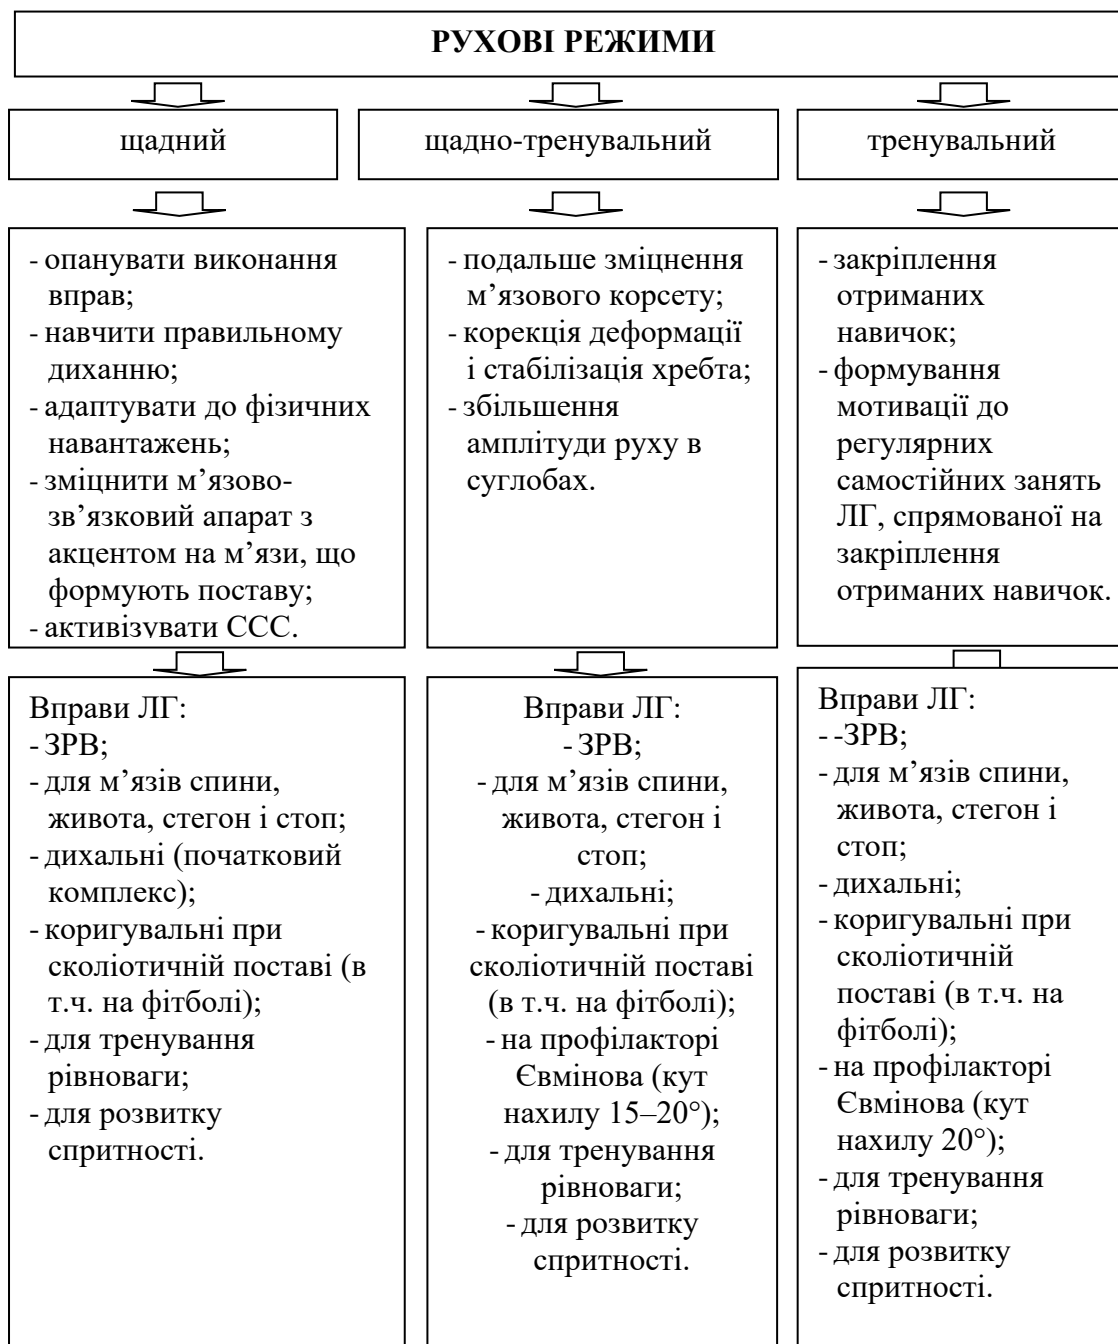 РУХОВІ РЕЖИМИ
щадний
щадно-тренувальний
тренувальний
- опанувати виконання
вправ;
- навчити правильному
диханню;
- адаптувати до фізичних
навантажень;
- зміцнити м’язово-
зв’язковий апарат з
акцентом на м’язи, що
формують поставу;
- активізувати ССС.
- подальше зміцнення
м’язового корсету;
- корекція деформації
і стабілізація хребта;
- збільшення
амплітуди руху в
суглобах.
- закріплення
отриманих
навичок;
- формування
мотивації до
регулярних
самостійних занять
ЛГ, спрямованої на
закріплення
отриманих навичок.
Вправи ЛГ:
- ЗРВ;
- для м’язів спини,
живота, стегон і стоп;
- дихальні (початковий
комплекс);
- коригувальні при
сколіотичній поставі (в
т.ч. на фітболі);
- для тренування
рівноваги;
- для розвитку
спритності.
Вправи ЛГ:
- ЗРВ;
- для м’язів спини,
живота, стегон і
стоп;
- дихальні;
- коригувальні при
сколіотичній поставі
(в т.ч. на фітболі);
- на профілакторі
Євмінова (кут
нахилу 15–20°);
- для тренування
рівноваги;
- для розвитку
спритності.
Вправи ЛГ:
- -ЗРВ;
- для м’язів спини,
живота, стегон і
стоп;
- дихальні;
- коригувальні при
сколіотичній
поставі (в т.ч. на
фітболі);
- на профілакторі
Євмінова (кут
нахилу 20°);
- для тренування
рівноваги;
- для розвитку
спритності.